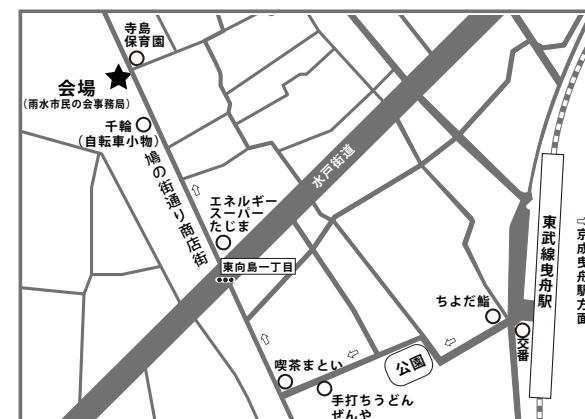 寺島
保育園
会場
（雨水市民の会事務局）
千輪
（自転車小物）
鳩の街通り商店街
エネルギー
スーパー
たじま
水戸街道
東向島一丁目
東武線曳舟駅
京成曳舟駅方面
ちよだ鮨
交番
公園
喫茶まとい
手打ちうどん
ぜんや